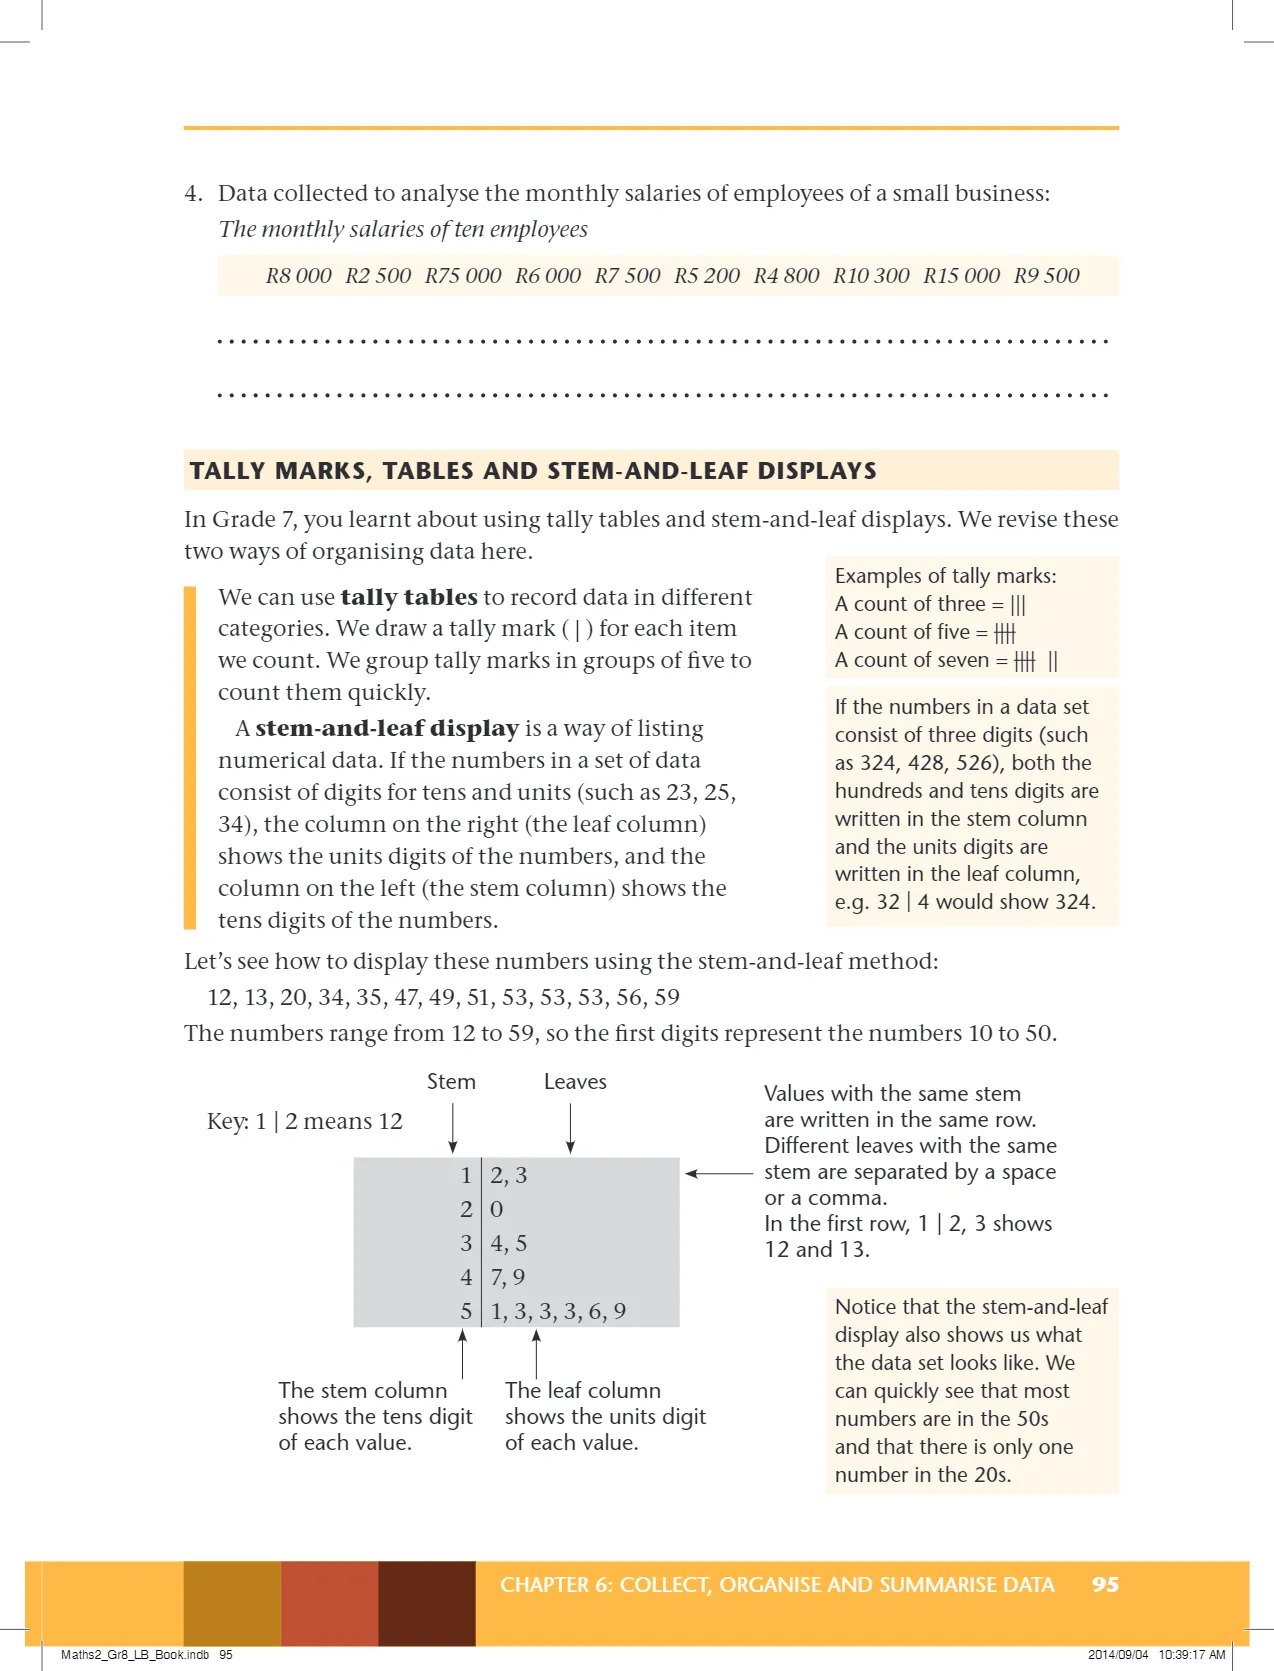 4. Data collected to analyse the monthly salaries of employees of a small business:
The monthly salaries of ten employees
R8 000 R2 500 R75 000 R6 000 R7 500 R5 200 R4 800 R10 300 R15 000 R9 500
TALLY MARKS, TABLES AND STEM-AND-LEAF DISPLAYS
In Grade 7, you learnt about using tally tables and stem-and-leaf displays. We revise these
two ways of organising data here.
We can use tally tables to record data in different
categories. We draw a tally mark ( | ) for each item
we count. We group tally marks in groups of five to
count them quickly.
A stem-and-leaf display is a way of listing
numerical data. If the numbers in a set of data
consist of digits for tens and units (such as 23, 25,
34), the column on the right (the leaf column)
shows the units digits of the numbers, and the
column on the left (the stem column) shows the
tens digits of the numbers.
Examples of tally marks:
A count of three = |||
A count of five = 卌
A count of seven = 卌 ||
If the numbers in a data set
consist of three digits (such
as 324, 428, 526), both the
hundreds and tens digits are
written in the stem column
and the units digits are
written in the leaf column,
e.g. 32 | 4 would show 324.
Let’s see how to display these numbers using the stem-and-leaf method:
12, 13, 20, 34, 35, 47, 49, 51, 53, 53, 53, 56, 59
The numbers range from 12 to 59, so the first digits represent the numbers 10 to 50.
Stem Leaves
Key: 1 | 2 means 12
1 | 2, 3
2 | 0
3 | 4, 5
4 | 7, 9
5 | 1, 3, 3, 3, 6, 9
Values with the same stem
are written in the same row.
Different leaves with the same
stem are separated by a space
or a comma.
In the first row, 1 | 2, 3 shows
12 and 13.
The stem column
shows the tens digit
of each value.
The leaf column
shows the units digit
of each value.
Notice that the stem-and-leaf
display also shows us what
the data set looks like. We
can quickly see that most
numbers are in the 50s
and that there is only one
number in the 20s.
CHAPTER 6: COLLECT, ORGANISE AND SUMMARISE DATA 95
Maths2_Gr8_LB_Book.indb 95 2014/09/04 10:39:17 AM